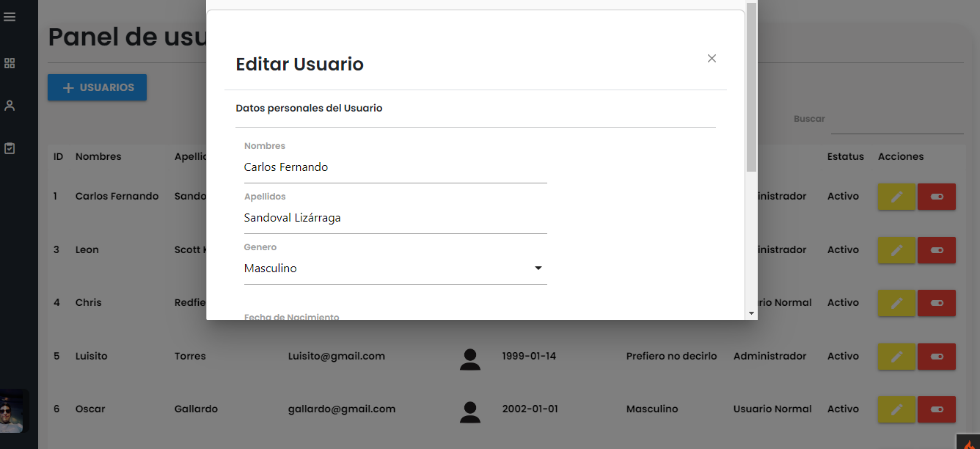 Panel de usu
Editar Usuario
USUARIOS
Datos personales del Usuario
Buscar
Nombres
Carlos Fernando
Apellidos
Sandoval Lizárraga
Genero
Masculino
Fecha de Nacimiento
ID Nombres Apellid Estatus Acciones
1 Carlos Fernando Sando inistrador Activo
3 Leon Scott K inistrador Activo
4 Chris Redfie rio Normal Activo
5 Luisito Torres Luisito@gmail.com 1999-01-14 Prefiero no decirlo Administrador Activo
6 Oscar Gallardo gallardo@gmail.com 2002-01-01 Masculino Usuario Normal Activo